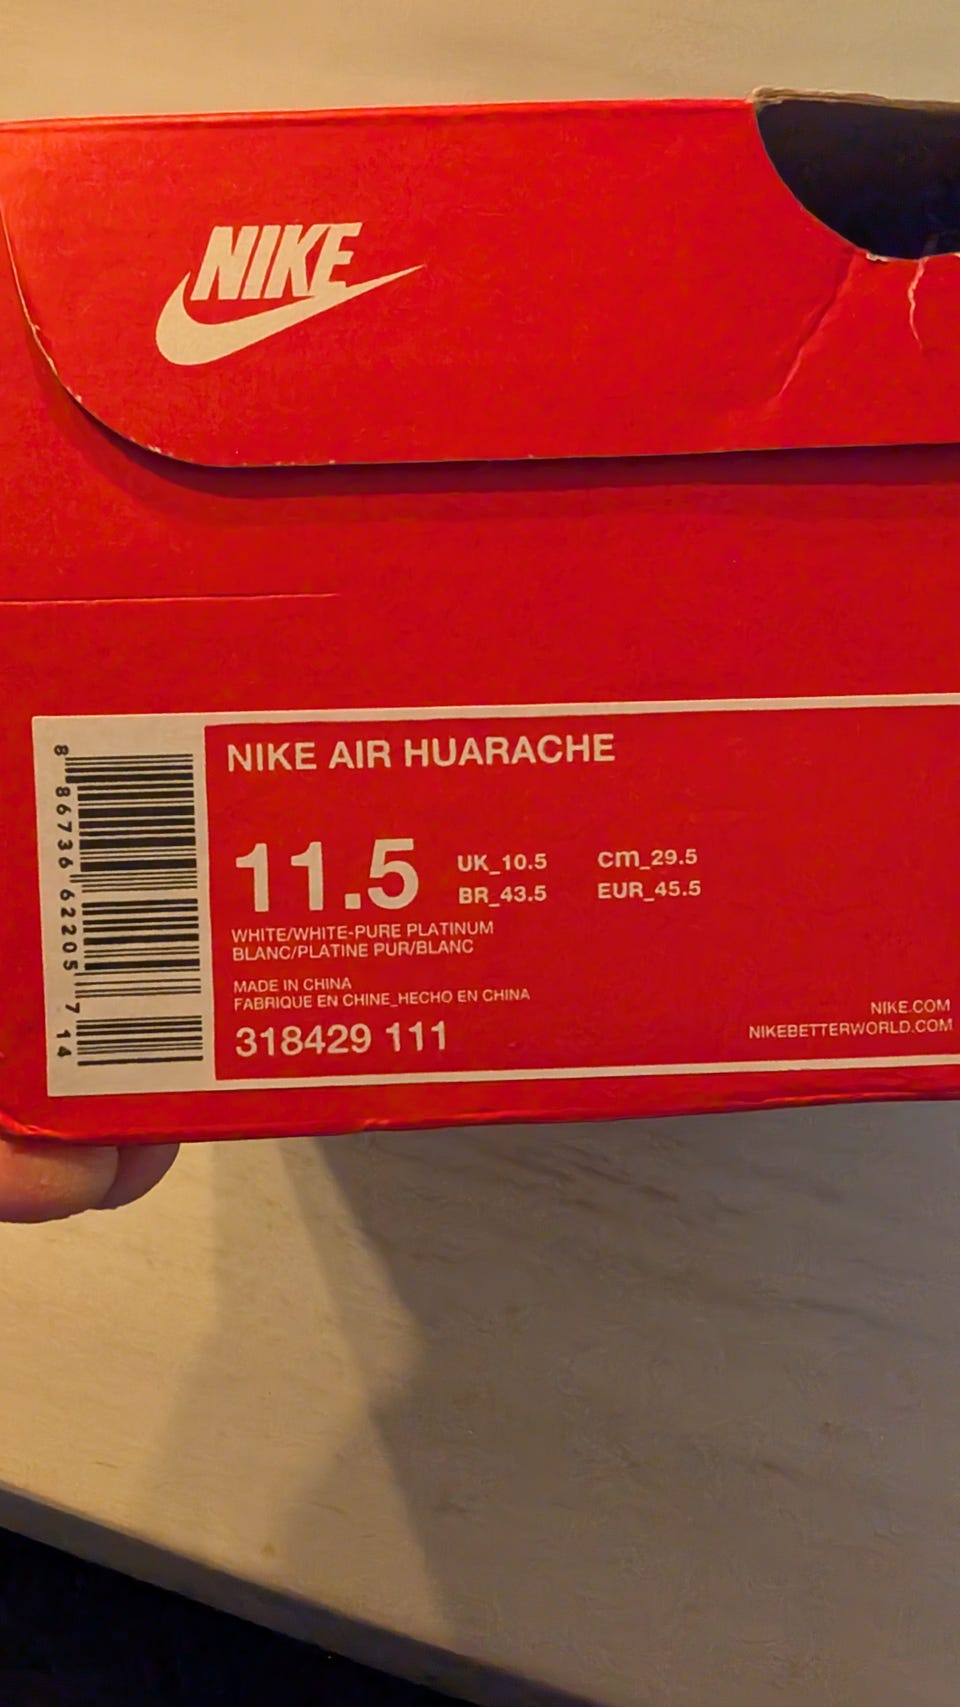 NIKE
NIKE AIR HUARACHE
11.5
UK_10.5 cm_29.5
BR_43.5 EUR_45.5
WHITE/WHITE-PURE PLATINUM
BLANC/PLATINE PUR/BLANC
MADE IN CHINA
FABRIQUE EN CHINE_HECHO EN CHINA
318429 111
NIKE.COM
NIKEBETTERWORLD.COM
8 86736 62205 7 14